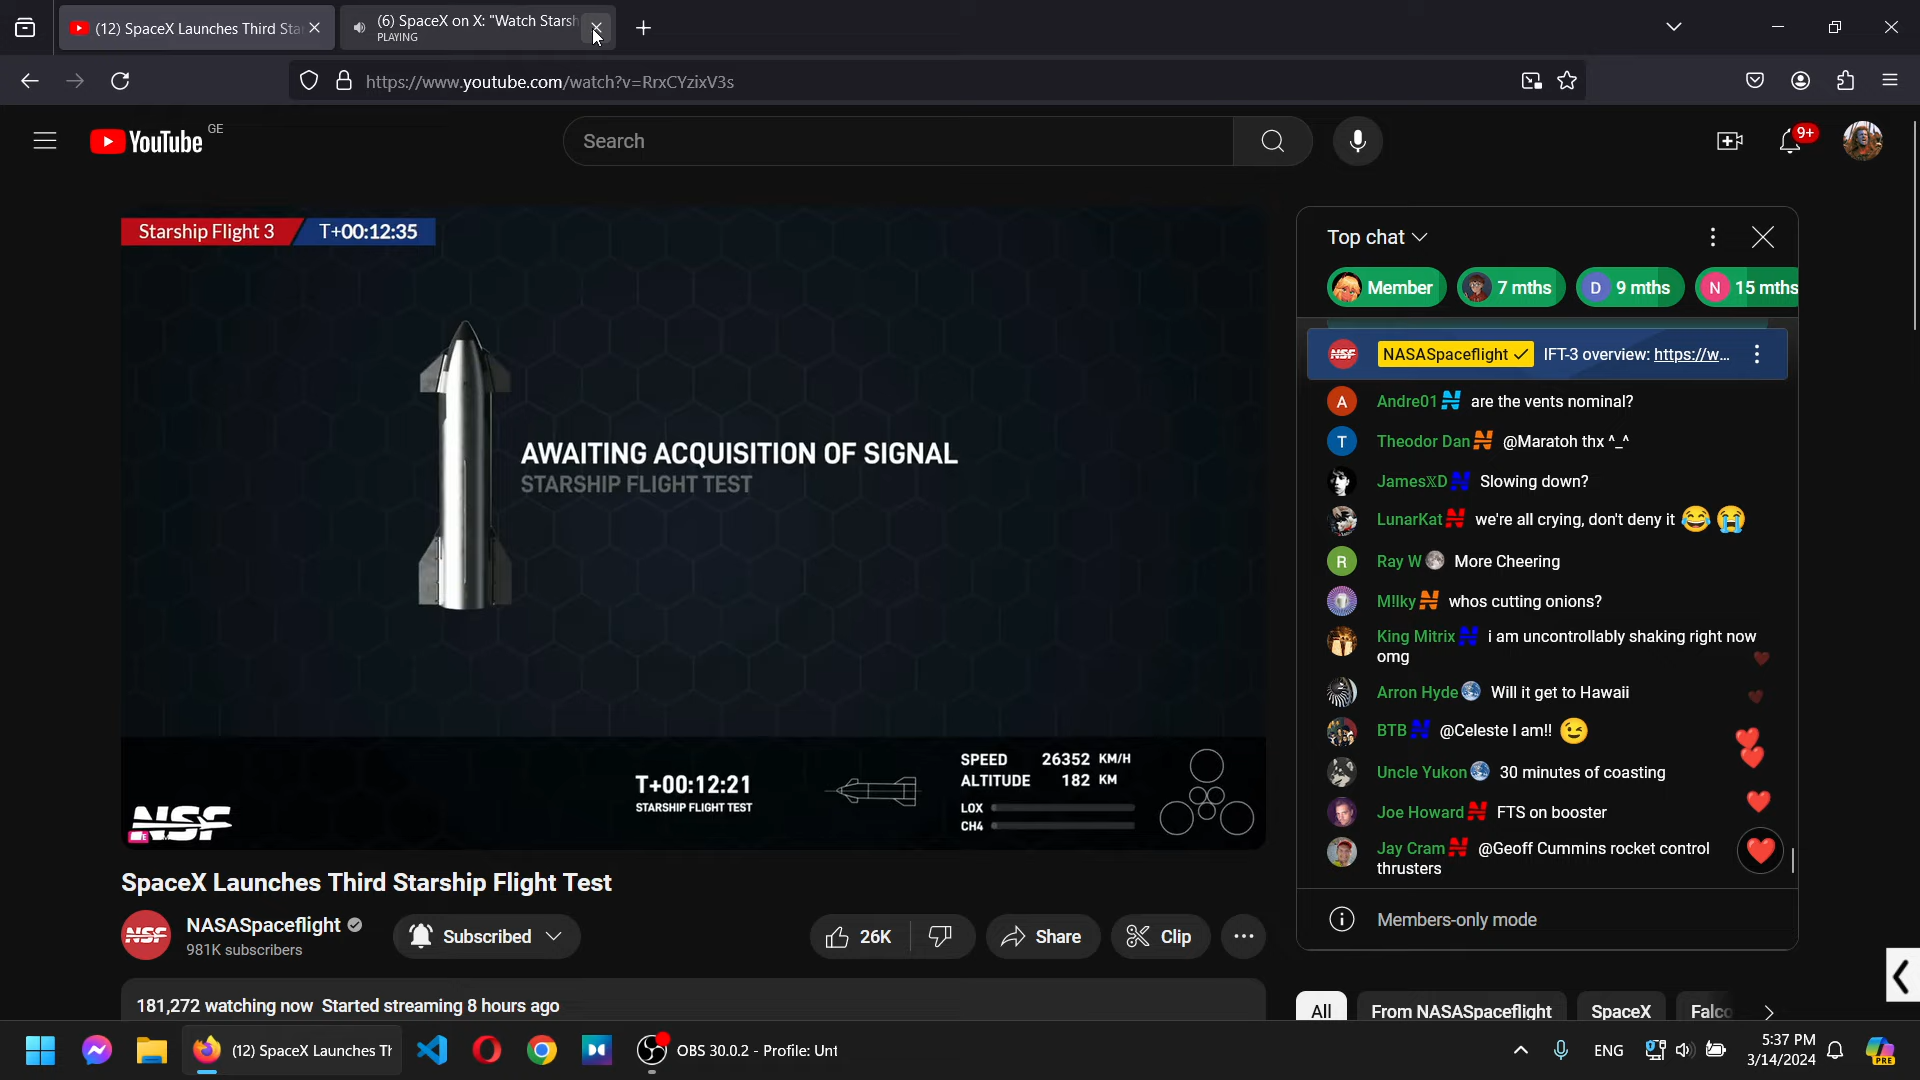 (12) SpaceX Launches Third Sta
(6) SpaceX on X: "Watch Starsh
PLAYING
https://www.youtube.com/watch?v=RrxCYzixV3s
YouTube GE
Search
9+
Starship Flight 3 T+00:12:35
AWAITING ACQUISITION OF SIGNAL
STARSHIP FLIGHT TEST
T+00:12:21
STARSHIP FLIGHT TEST
SPEED 26352 KM/H
ALTITUDE 182 KM
LOX
CH4
NSF
SpaceX Launches Third Starship Flight Test
NSF
NASASpaceflight
981K subscribers
Subscribed
26K
Share
Clip
181,272 watching now Started streaming 8 hours ago
Top chat
Member
7 mths
D 9 mths
N 15 mths
NSF NASASpaceflight IFT-3 overview: https://w...
A Andre01 are the vents nominal?
T Theodor Dan @Maratoh thx ^_^
James𝕏D Slowing down?
LunarKat we're all crying, don't deny it 😂 😭
R Ray W More Cheering
M!lky whos cutting onions?
King Mitrix i am uncontrollably shaking right now
omg
Arron Hyde Will it get to Hawaii
BTB @Celeste I am!! 😉
Uncle Yukon 30 minutes of coasting
Joe Howard FTS on booster
Jay Cram @Geoff Cummins rocket control
thrusters
Members-only mode
All
From NASASpaceflight
SpaceX
Falco
(12) SpaceX Launches Th
OBS 30.0.2 - Profile: Unt
ENG
5:37 PM
3/14/2024
PRE